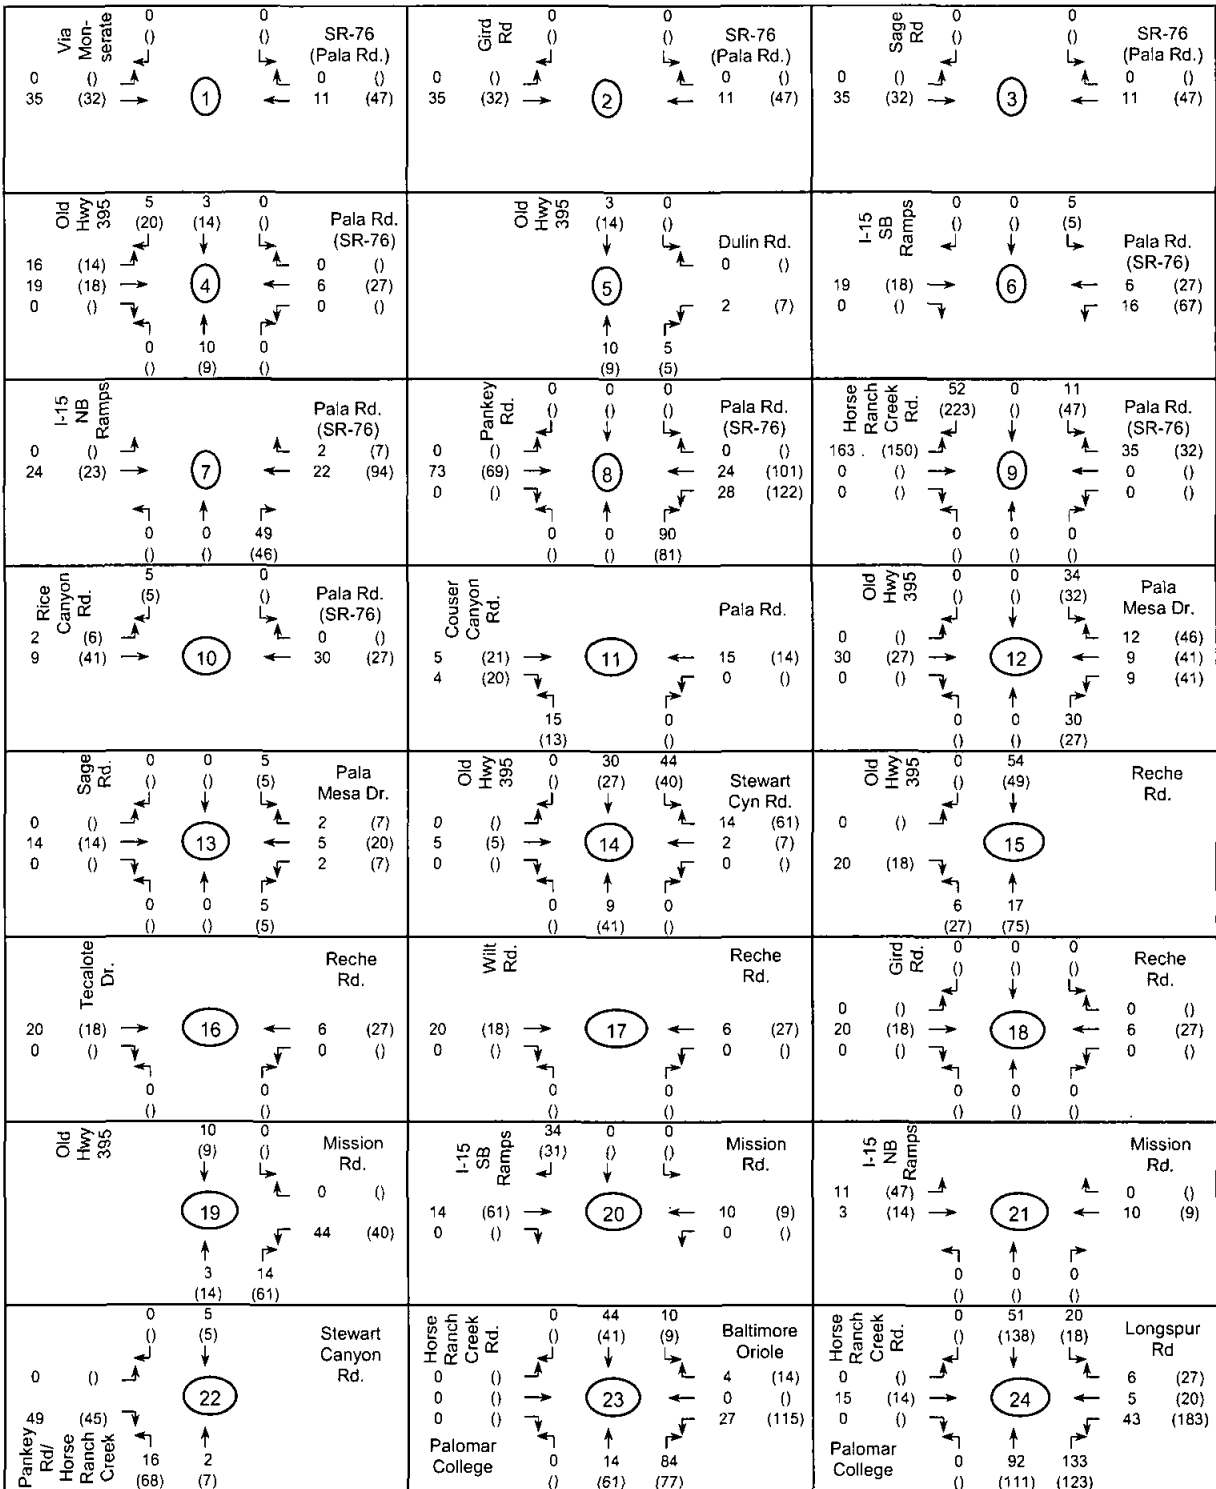 Via Mon- serate
0 0
() ()
SR-76
(Pala Rd.)
0 () 0 ()
35 (32) 1 11 (47)
Gird Rd
0 0
() ()
SR-76
(Pala Rd.)
0 () 0 ()
35 (32) 2 11 (47)
Sage Rd
0 0
() ()
SR-76
(Pala Rd.)
0 () 0 ()
35 (32) 3 11 (47)
Old Hwy 395
5 3 0
(20) (14) ()
Pala Rd.
(SR-76)
16 (14) 0 ()
19 (18) 4 6 (27)
0 () 0 ()
0 10 0
() (9) ()
Old Hwy 395
3 0
(14) ()
Dulin Rd.
0 ()
5
2 (7)
10 5
(9) (5)
I-15 SB Ramps
0 0 5
() () (5)
Pala Rd.
(SR-76)
19 (18) 6 6 (27)
0 () 16 (67)
I-15 NB Ramps
Pala Rd.
(SR-76)
0 () 2 (7)
24 (23) 7 22 (94)
0 0 49
() () (46)
Pankey Rd.
0 0 0
() () ()
Pala Rd.
(SR-76)
0 () 0 ()
73 (69) 8 24 (101)
0 () 28 (122)
0 0 90
() () (81)
Horse Ranch Creek Rd.
52 0 11
(223) () (47)
Pala Rd.
(SR-76)
163 . (150) 35 (32)
0 () 9 0 ()
0 () 0 ()
0 0 0
() () ()
Rice Canyon Rd.
5 0
(5) ()
Pala Rd.
(SR-76)
2 (6) 0 ()
9 (41) 10 30 (27)
Couser Canyon Rd.
Pala Rd.
5 (21) 11 15 (14)
4 (20) 0 ()
15 0
(13) ()
Old Hwy 395
0 0 34
() () (32)
Pala
Mesa Dr.
0 () 12 (46)
30 (27) 12 9 (41)
0 () 9 (41)
0 0 30
() () (27)
Sage Rd.
0 0 5
() () (5)
Pala
Mesa Dr.
0 () 2 (7)
14 (14) 13 5 (20)
0 () 2 (7)
0 0 5
() () (5)
Old Hwy 395
0 30 44
() (27) (40)
Stewart
Cyn Rd.
0 () 14 (61)
5 (5) 14 2 (7)
0 () 0 ()
0 9 0
() (41) ()
Old Hwy 395
0 54
() (49)
Reche
Rd.
0 ()
15
20 (18)
6 17
(27) (75)
Tecalote Dr.
Reche
Rd.
20 (18) 16 6 (27)
0 () 0 ()
0 0
() ()
Wilt Rd.
Reche
Rd.
20 (18) 17 6 (27)
0 () 0 ()
0 0
() ()
Gird Rd.
0 0 0
() () ()
Reche
Rd.
0 () 0 ()
20 (18) 18 6 (27)
0 () 0 ()
0 0 0
() () ()
Old Hwy 395
10 0
(9) ()
Mission
Rd.
0 ()
19
44 (40)
3 14
(14) (61)
I-15 SB Ramps
34 0 0
(31) () ()
Mission
Rd.
14 (61) 20 10 (9)
0 () 0 ()
I-15 NB Ramps
Mission
Rd.
11 (47) 0 ()
3 (14) 21 10 (9)
0 0 0
() () ()
0 5
() (5)
Stewart
Canyon
Rd.
0 ()
22
49 (45)
Pankey Rd/ Horse Ranch Creek
16 2
(68) (7)
Horse Ranch Creek Rd.
0 44 10
() (41) (9)
Baltimore
Oriole
0 () 4 (14)
0 () 23 0 ()
0 () 27 (115)
Palomar
College
0 14 84
() (61) (77)
Horse Ranch Creek Rd.
0 51 20
() (138) (18)
Longspur
Rd
0 () 6 (27)
15 (14) 24 5 (20)
0 () 43 (183)
Palomar
College
0 92 133
() (111) (123)